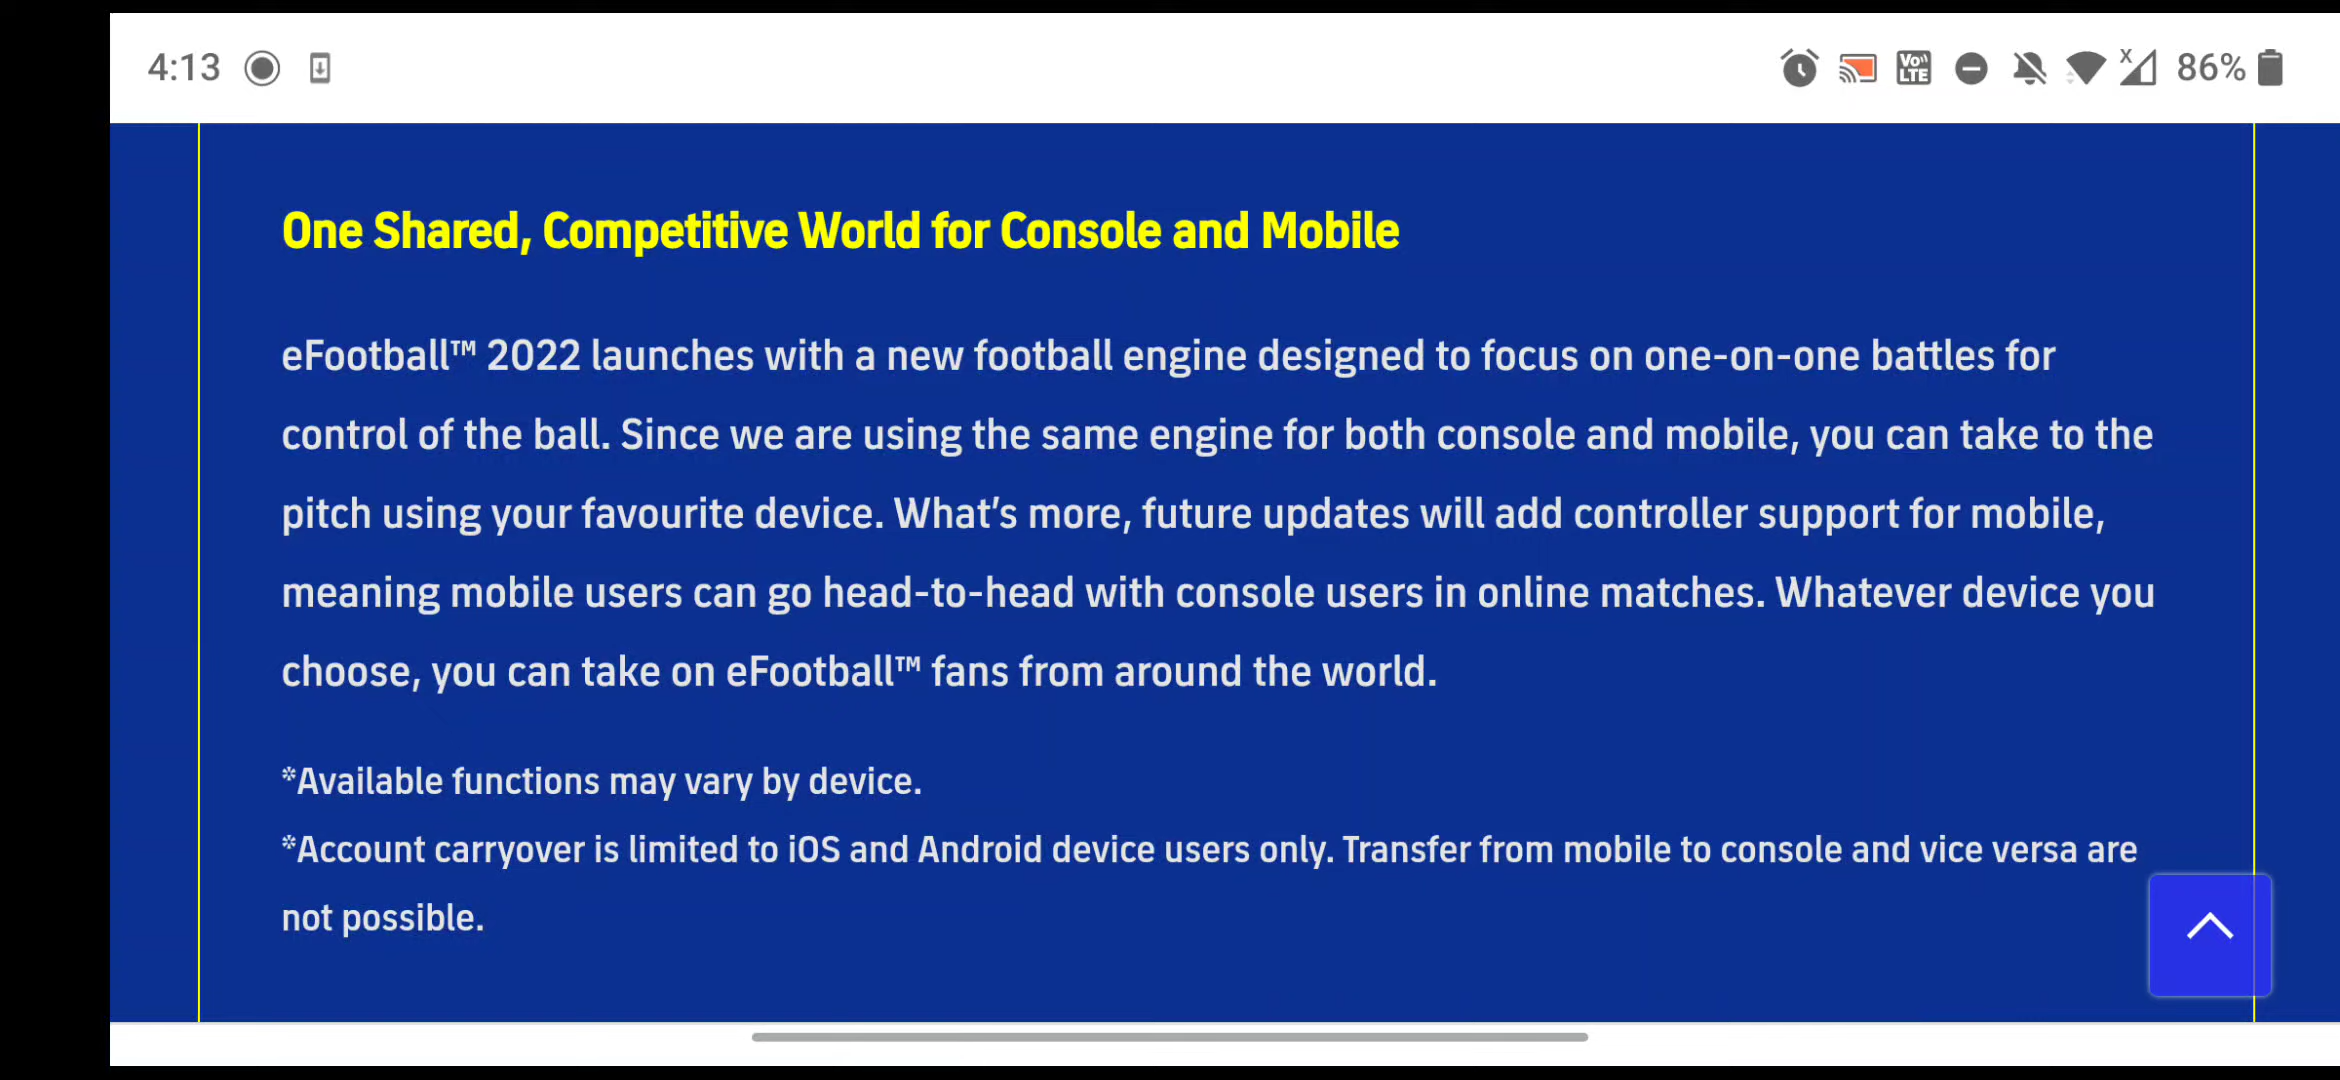 4:13
Vo
LTE
x
86%
One Shared, Competitive World for Console and Mobile
eFootball™ 2022 launches with a new football engine designed to focus on one-on-one battles for
control of the ball. Since we are using the same engine for both console and mobile, you can take to the
pitch using your favourite device. What’s more, future updates will add controller support for mobile,
meaning mobile users can go head-to-head with console users in online matches. Whatever device you
choose, you can take on eFootball™ fans from around the world.
*Available functions may vary by device.
*Account carryover is limited to iOS and Android device users only. Transfer from mobile to console and vice versa are
not possible.